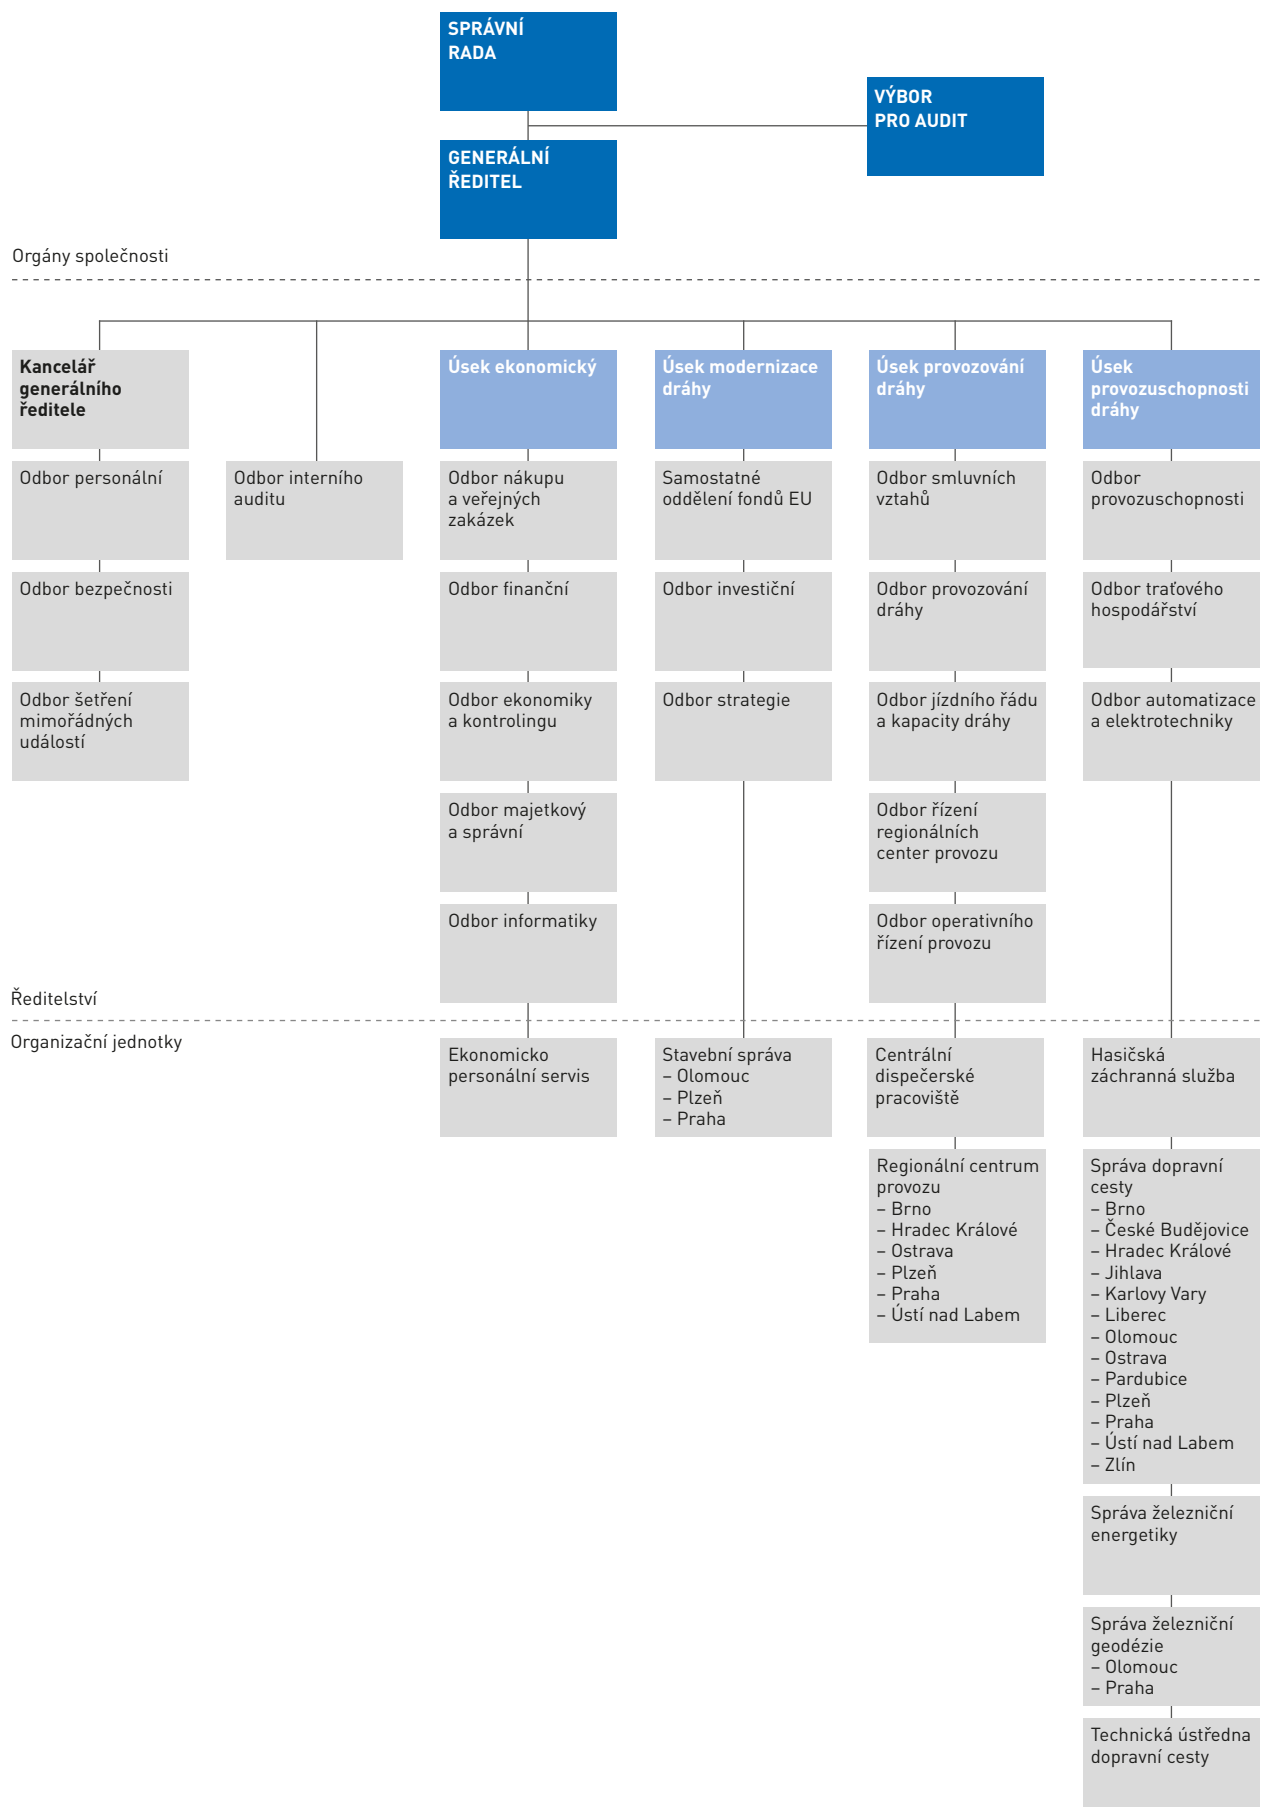 SPRÁVNÍ
RADA
VÝBOR
PRO AUDIT
GENERÁLNÍ
ŘEDITEL
Orgány společnosti
Kancelář
generálního
ředitele
Odbor personální
Odbor bezpečnosti
Odbor šetření
mimořádných
událostí
Odbor interního
auditu
Úsek ekonomický
Odbor nákupu
a veřejných
zakázek
Odbor finanční
Odbor ekonomiky
a kontrolingu
Odbor majetkový
a správní
Odbor informatiky
Úsek modernizace
dráhy
Samostatné
oddělení fondů EU
Odbor investiční
Odbor strategie
Úsek provozování
dráhy
Odbor smluvních
vztahů
Odbor provozování
dráhy
Odbor jízdního řádu
a kapacity dráhy
Odbor řízení
regionálních
center provozu
Odbor operativního
řízení provozu
Úsek
provozuschopnosti
dráhy
Odbor
provozuschopnosti
Odbor traťového
hospodářství
Odbor automatizace
a elektrotechniky
Ředitelství
Organizační jednotky
Ekonomicko
personální servis
Stavební správa
– Olomouc
– Plzeň
– Praha
Centrální
dispečerské
pracoviště
Regionální centrum
provozu
– Brno
– Hradec Králové
– Ostrava
– Plzeň
– Praha
– Ústí nad Labem
Hasičská
záchranná služba
Správa dopravní
cesty
– Brno
– České Budějovice
– Hradec Králové
– Jihlava
– Karlovy Vary
– Liberec
– Olomouc
– Ostrava
– Pardubice
– Plzeň
– Praha
– Ústí nad Labem
– Zlín
Správa železniční
energetiky
Správa železniční
geodézie
– Olomouc
– Praha
Technická ústředna
dopravní cesty